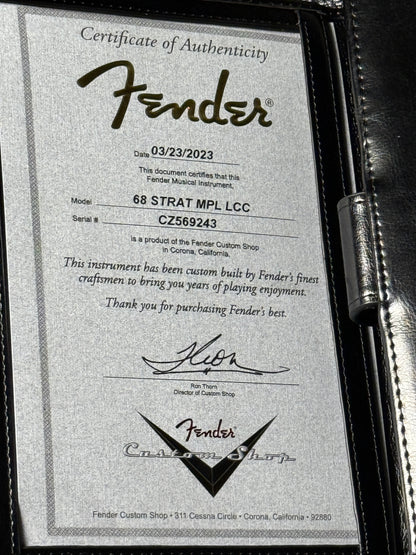 Certificate of Authenticity
Fender®
Date 03/23/2023
This document certifies that this
Fender Musical Instrument,
Model 68 STRAT MPL LCC
Serial # CZ569243
is a product of the Fender Custom Shop
in Corona, California.
This instrument has been custom built by Fender's finest
craftsmen to bring you years of playing enjoyment.
Thank you for purchasing Fender's best.
Ron Thorn
Director of Custom Shop
Fender
Custom Shop
Fender Custom Shop • 311 Cessna Circle • Corona, California • 92880